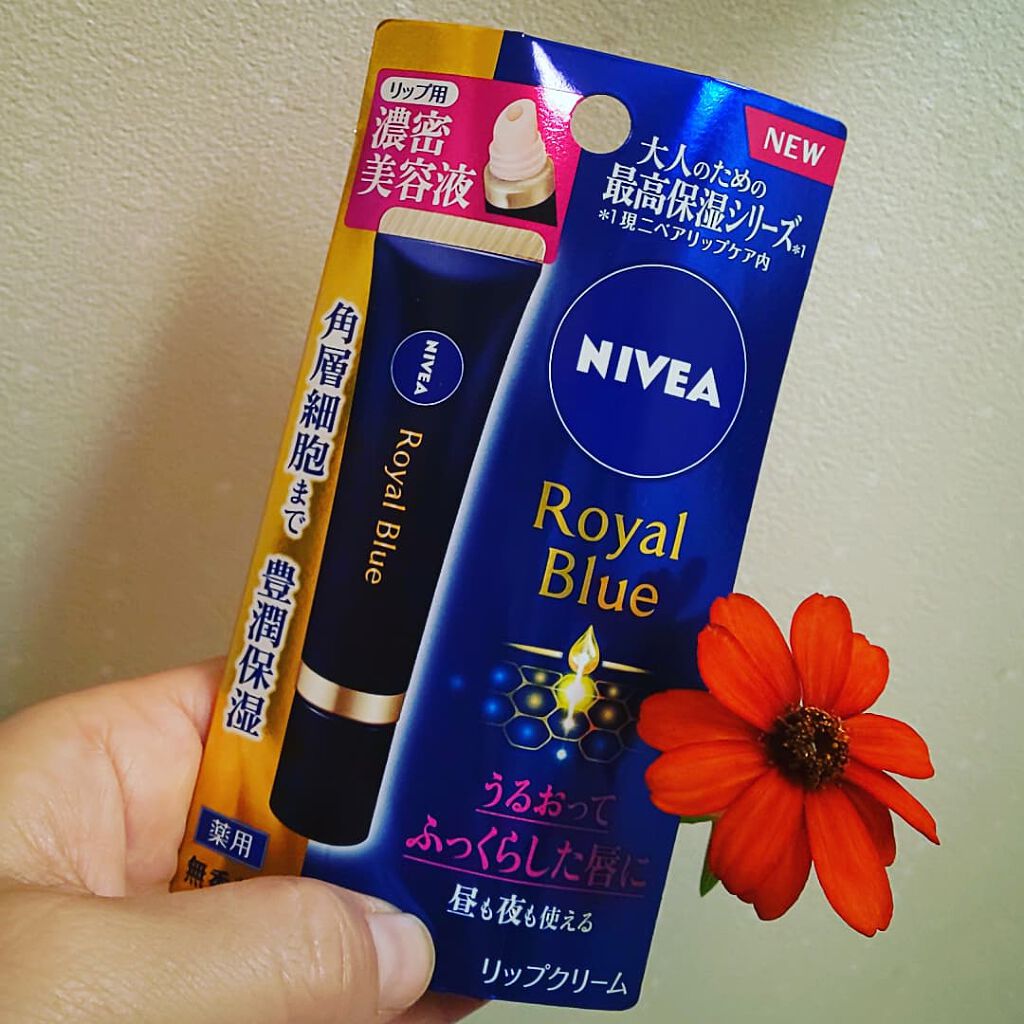 リップ用
濃密
美容液
NEW
大人のための
最高保湿シリーズ*1
*1現ニベアリップケア内
NIVEA
Royal
Blue
NIVEA
Royal Blue
角層細胞まで 豊潤保湿
うるおって
ふっくらした唇に
昼も夜も使える
薬用
無香
リップクリーム